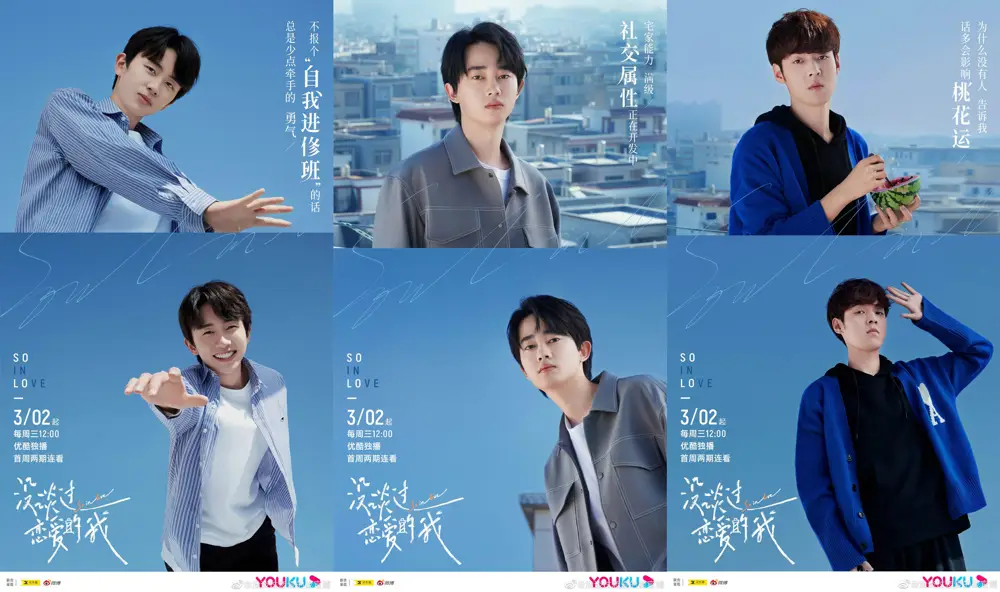 不报个
“自我进修班”的话
总是少点牵手的 勇气
宅家能力 满级
社交属性 正在开发中
为什么没有人 告诉我
话多会影响 桃花运
SO
IN
LOVE
3/02起
每周三12:00
优酷独播
首周两期连看
没谈过
恋爱的我
SO
IN
LOVE
3/02起
每周三12:00
优酷独播
首周两期连看
没谈过
恋爱的我
SO
IN
LOVE
3/02起
每周三12:00
优酷独播
首周两期连看
没谈过
恋爱的我
YOUKU
YOUKU
YOUKU